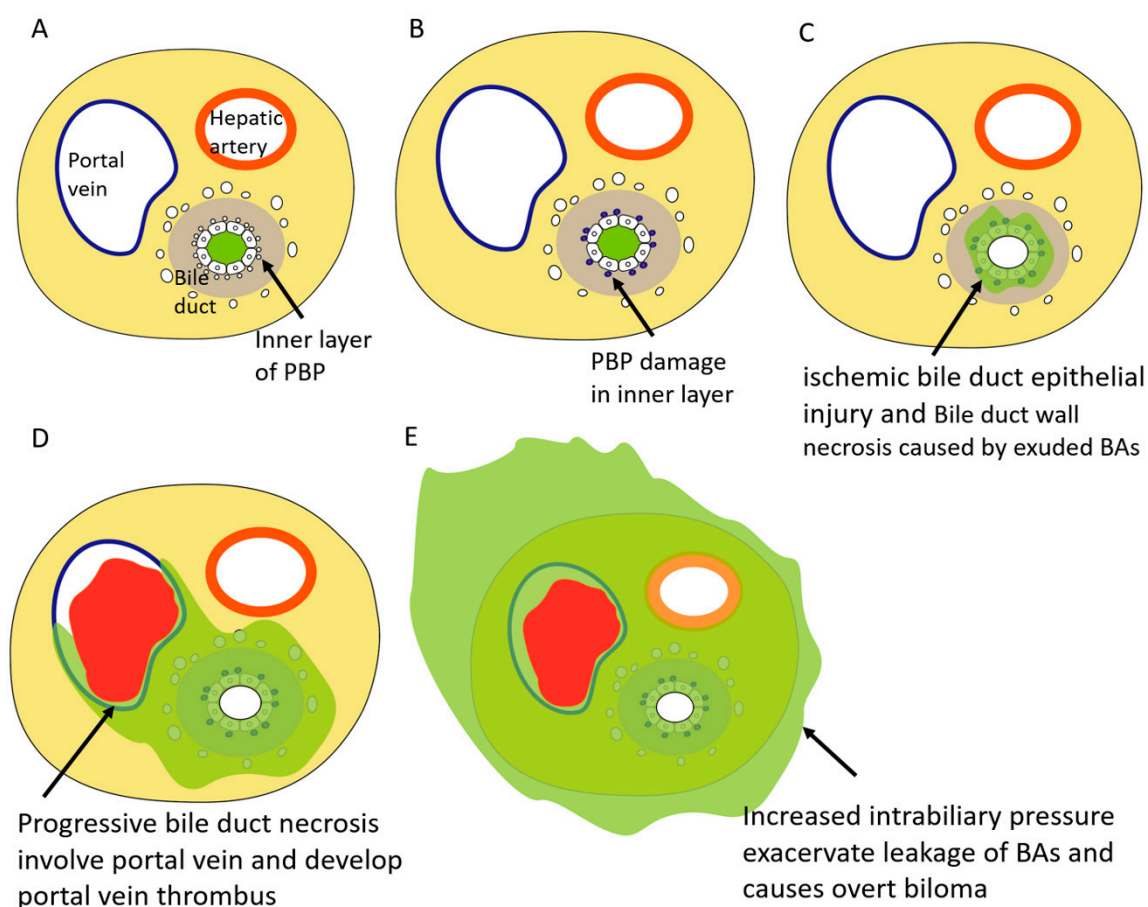 A
Portal
vein
Hepatic
artery
Bile
duct
Inner layer
of PBP
B
PBP damage
in inner layer
C
ischemic bile duct epithelial
injury and Bile duct wall
necrosis caused by exuded BAs
D
Progressive bile duct necrosis
involve portal vein and develop
portal vein thrombus
E
Increased intrabiliary pressure
exacervate leakage of BAs and
causes overt biloma